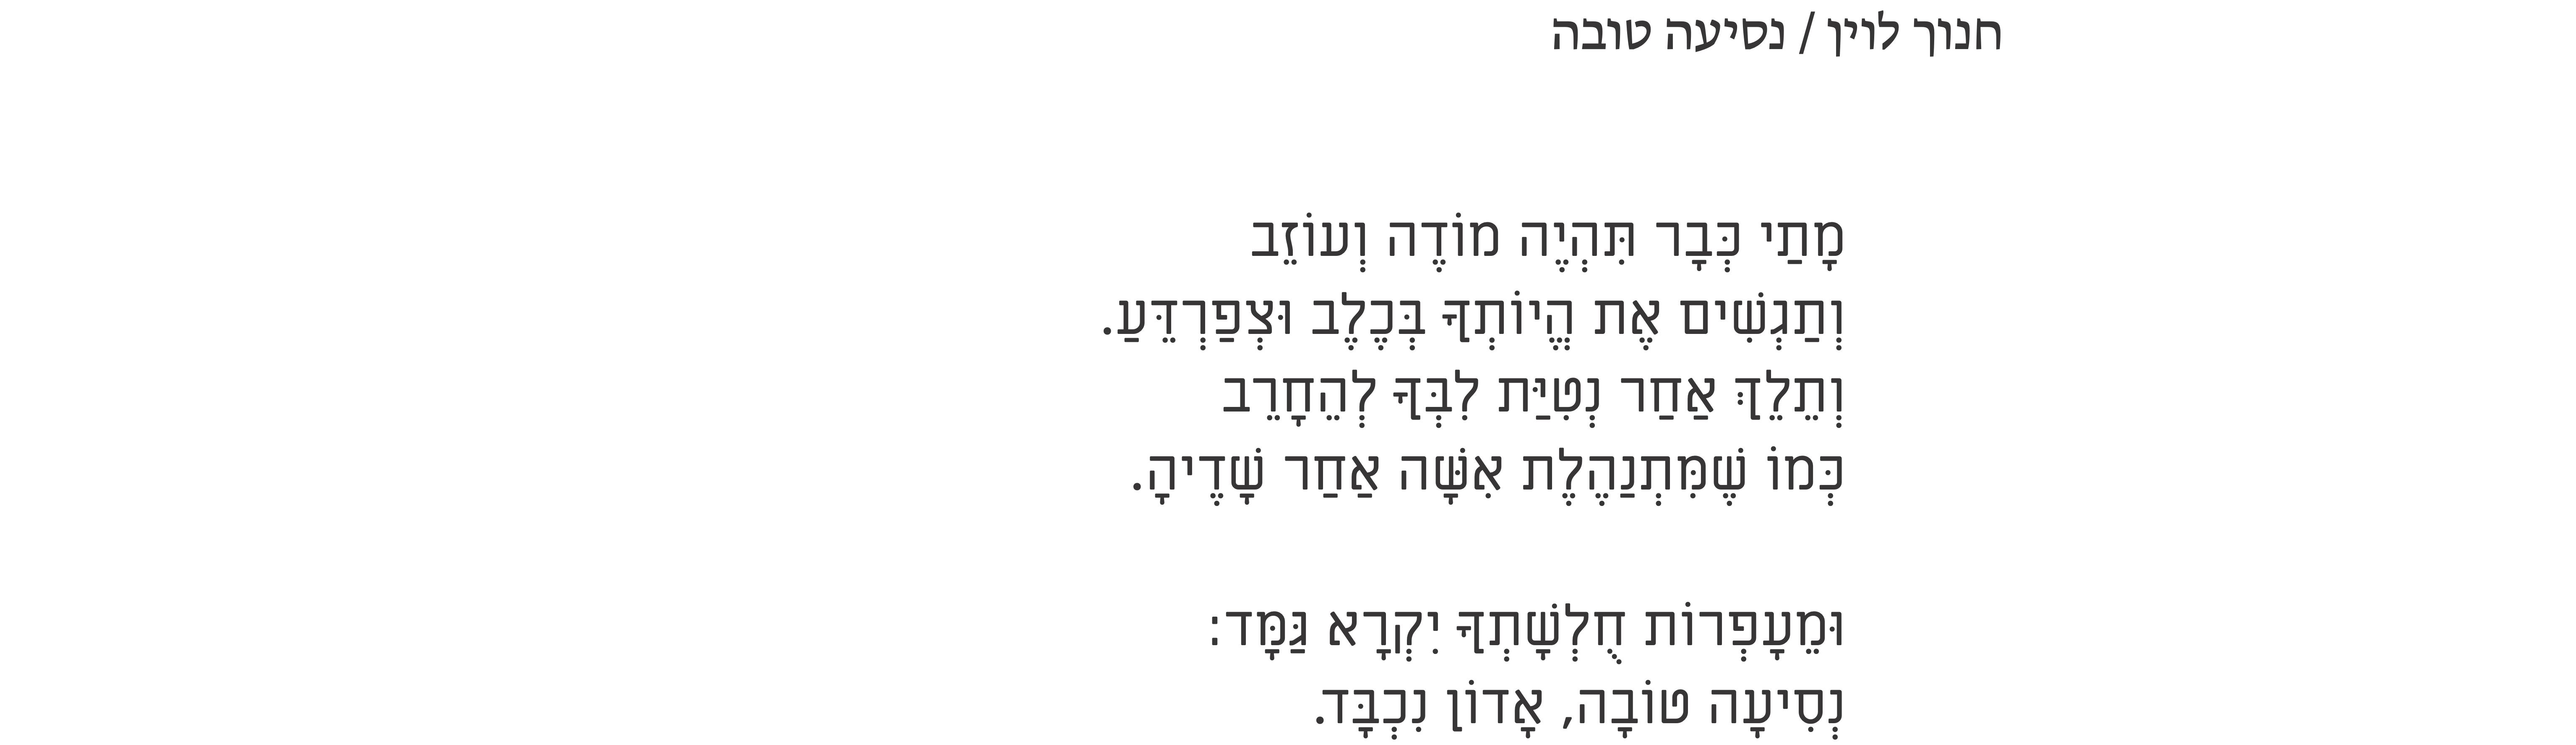 חנוך לוין / נסיעה טובה
מָתַי כְּבָר תִּהְיֶה מוֹדֶה וְעוֹזֵב
וְתַגְשִׁים אֶת הֱיוֹתְךָ בְּכֶלֶב וּצְפַרְדֵּעַ.
וְתֵלֵךְ אַחַר נְטִיַּת לִבְּךָ לְהֵחָרֵב
כְּמוֹ שֶׁמִּתְנַהֶלֶת אִשָּׁה אַחַר שָׁדֶיהָ.
וּמֵעָפְרוֹת חֻלְשָׁתְךָ יִקְרָא גַּמָּד:
נְסִיעָה טוֹבָה, אָדוֹן נִכְבָּד.